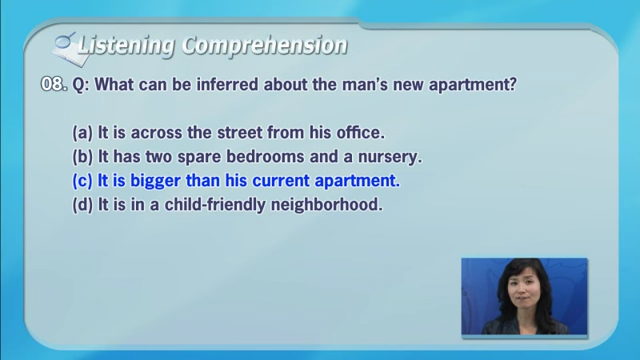 Listening Comprehension
08. Q: What can be inferred about the man's new apartment?
(a) It is across the street from his office.
(b) It has two spare bedrooms and a nursery.
(c) It is bigger than his current apartment.
(d) It is in a child-friendly neighborhood.